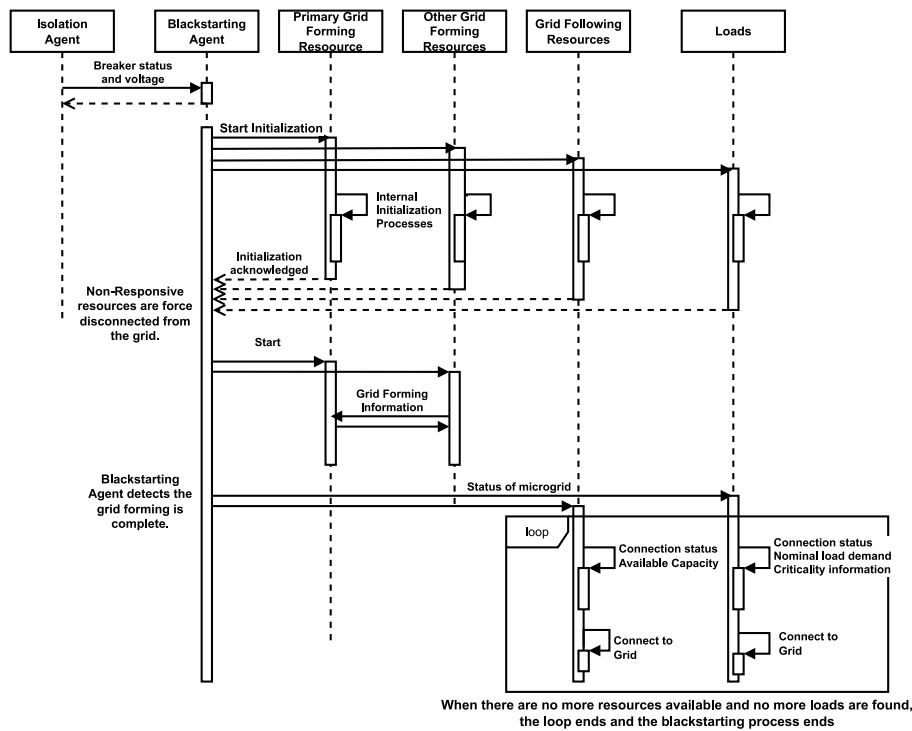 Isolation
Agent
Blackstarting
Agent
Primary Grid
Forming
Resource
Other Grid
Forming
Resources
Grid Following
Resources
Loads
Breaker status
and voltage
Start Initialization
Internal
Initialization
Processes
Initialization
acknowledged
Non-Responsive
resources are force
disconnected from
the grid.
Start
Grid Forming
Information
Blackstarting
Agent detects the
grid forming is
complete.
Status of microgrid
loop
Connection status
Available Capacity
Connection status
Nominal load demand
Criticality information
Connect to
Grid
Connect to
Grid
When there are no more resources available and no more loads are found,
the loop ends and the blackstarting process ends